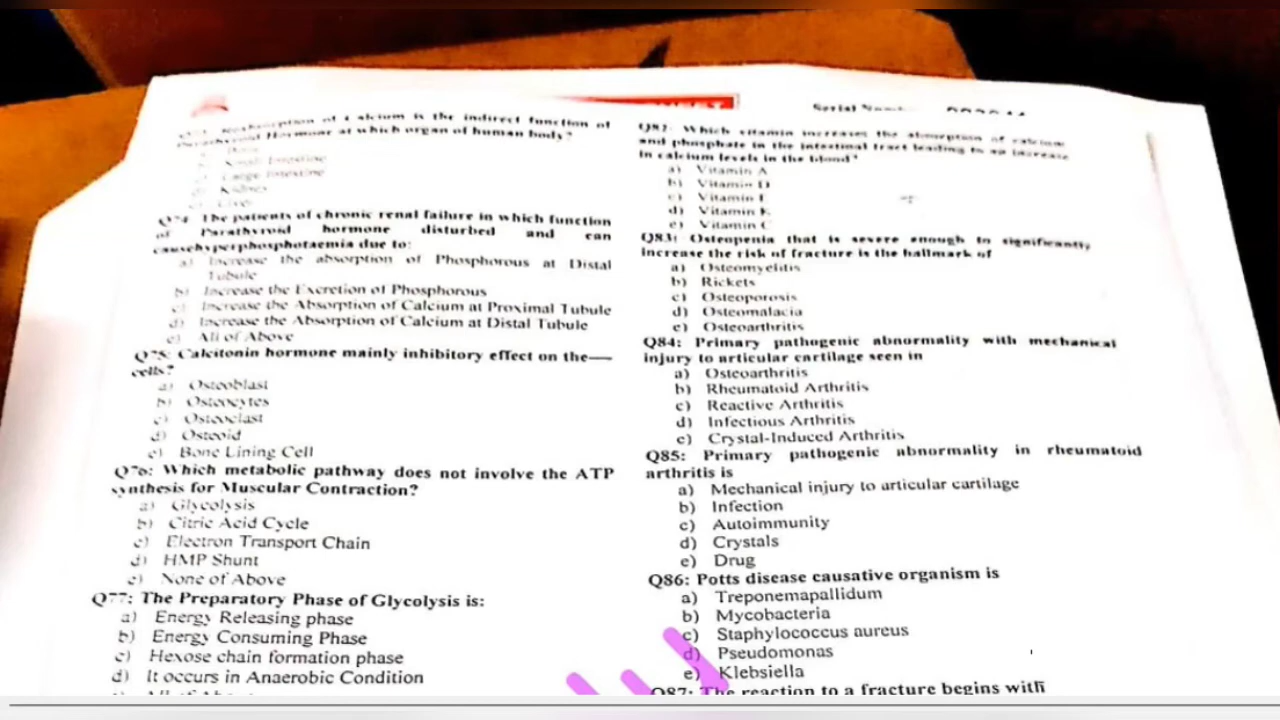 Serial
Reabsorption of Calcium is the indirect function of
Parathyroid Hormone at which organ of human body?
Bone
Small Intestine
c) Large Intestine
d) Kidney
e) Liver
Q74 The patients of chronic renal failure in which function
of Parathyroid hormone disturbed and can
causehyperphosphotaemia due to:
a) Increase the absorption of Phosphorous at Distal
Tubule
b) Increase the Excretion of Phosphorous
c) Increase the Absorption of Calcium at Proximal Tubule
d) Increase the Absorption of Calcium at Distal Tubule
e) All of Above
Q75: Calcitonin hormone mainly inhibitory effect on the—
cells?
a) Osteoblast
b) Osteocytes
c) Osteoclast
d) Osteoid
e) Bone Lining Cell
Q76: Which metabolic pathway does not involve the ATP
synthesis for Muscular Contraction?
a) Glycolysis
b) Citric Acid Cycle
c) Electron Transport Chain
d) HMP Shunt
e) None of Above
Q77: The Preparatory Phase of Glycolysis is:
a) Energy Releasing phase
b) Energy Consuming Phase
c) Hexose chain formation phase
d) It occurs in Anaerobic Condition
Q82: Which vitamin increases the absorption of calcium
and phosphate in the intestinal tract leading to an increase
in calcium levels in the blood?
a) Vitamin A
b) Vitamin D
c) Vitamin E
d) Vitamin K
e) Vitamin C
Q83: Osteopenia that is severe enough to significantly
increase the risk of fracture is the hallmark of
a) Osteomyelitis
b) Rickets
c) Osteoporosis
d) Osteomalacia
e) Osteoarthritis
Q84: Primary pathogenic abnormality with mechanical
injury to articular cartilage seen in
a) Osteoarthritis
b) Rheumatoid Arthritis
c) Reactive Arthritis
d) Infectious Arthritis
e) Crystal-Induced Arthritis
Q85: Primary pathogenic abnormality in rheumatoid
arthritis is
a) Mechanical injury to articular cartilage
b) Infection
c) Autoimmunity
d) Crystals
e) Drug
Q86: Potts disease causative organism is
a) Treponemapallidum
b) Mycobacteria
c) Staphylococcus aureus
d) Pseudomonas
e) Klebsiella
Q87: The reaction to a fracture begins with